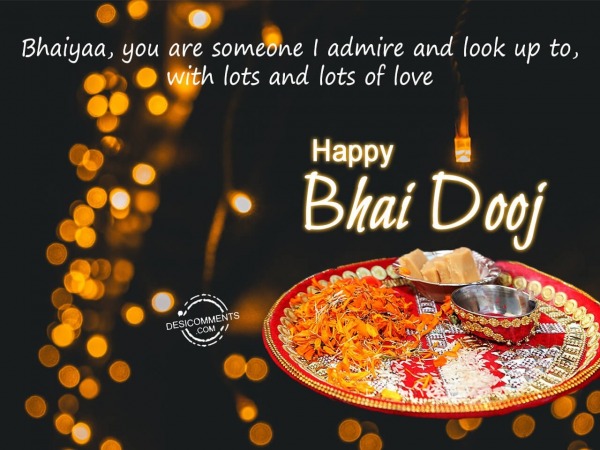 Bhaiyaa, you are someone I admire and look up to,
with lots and lots of love
Happy
Bhai Dooj
DESICOMMENTS
.COM